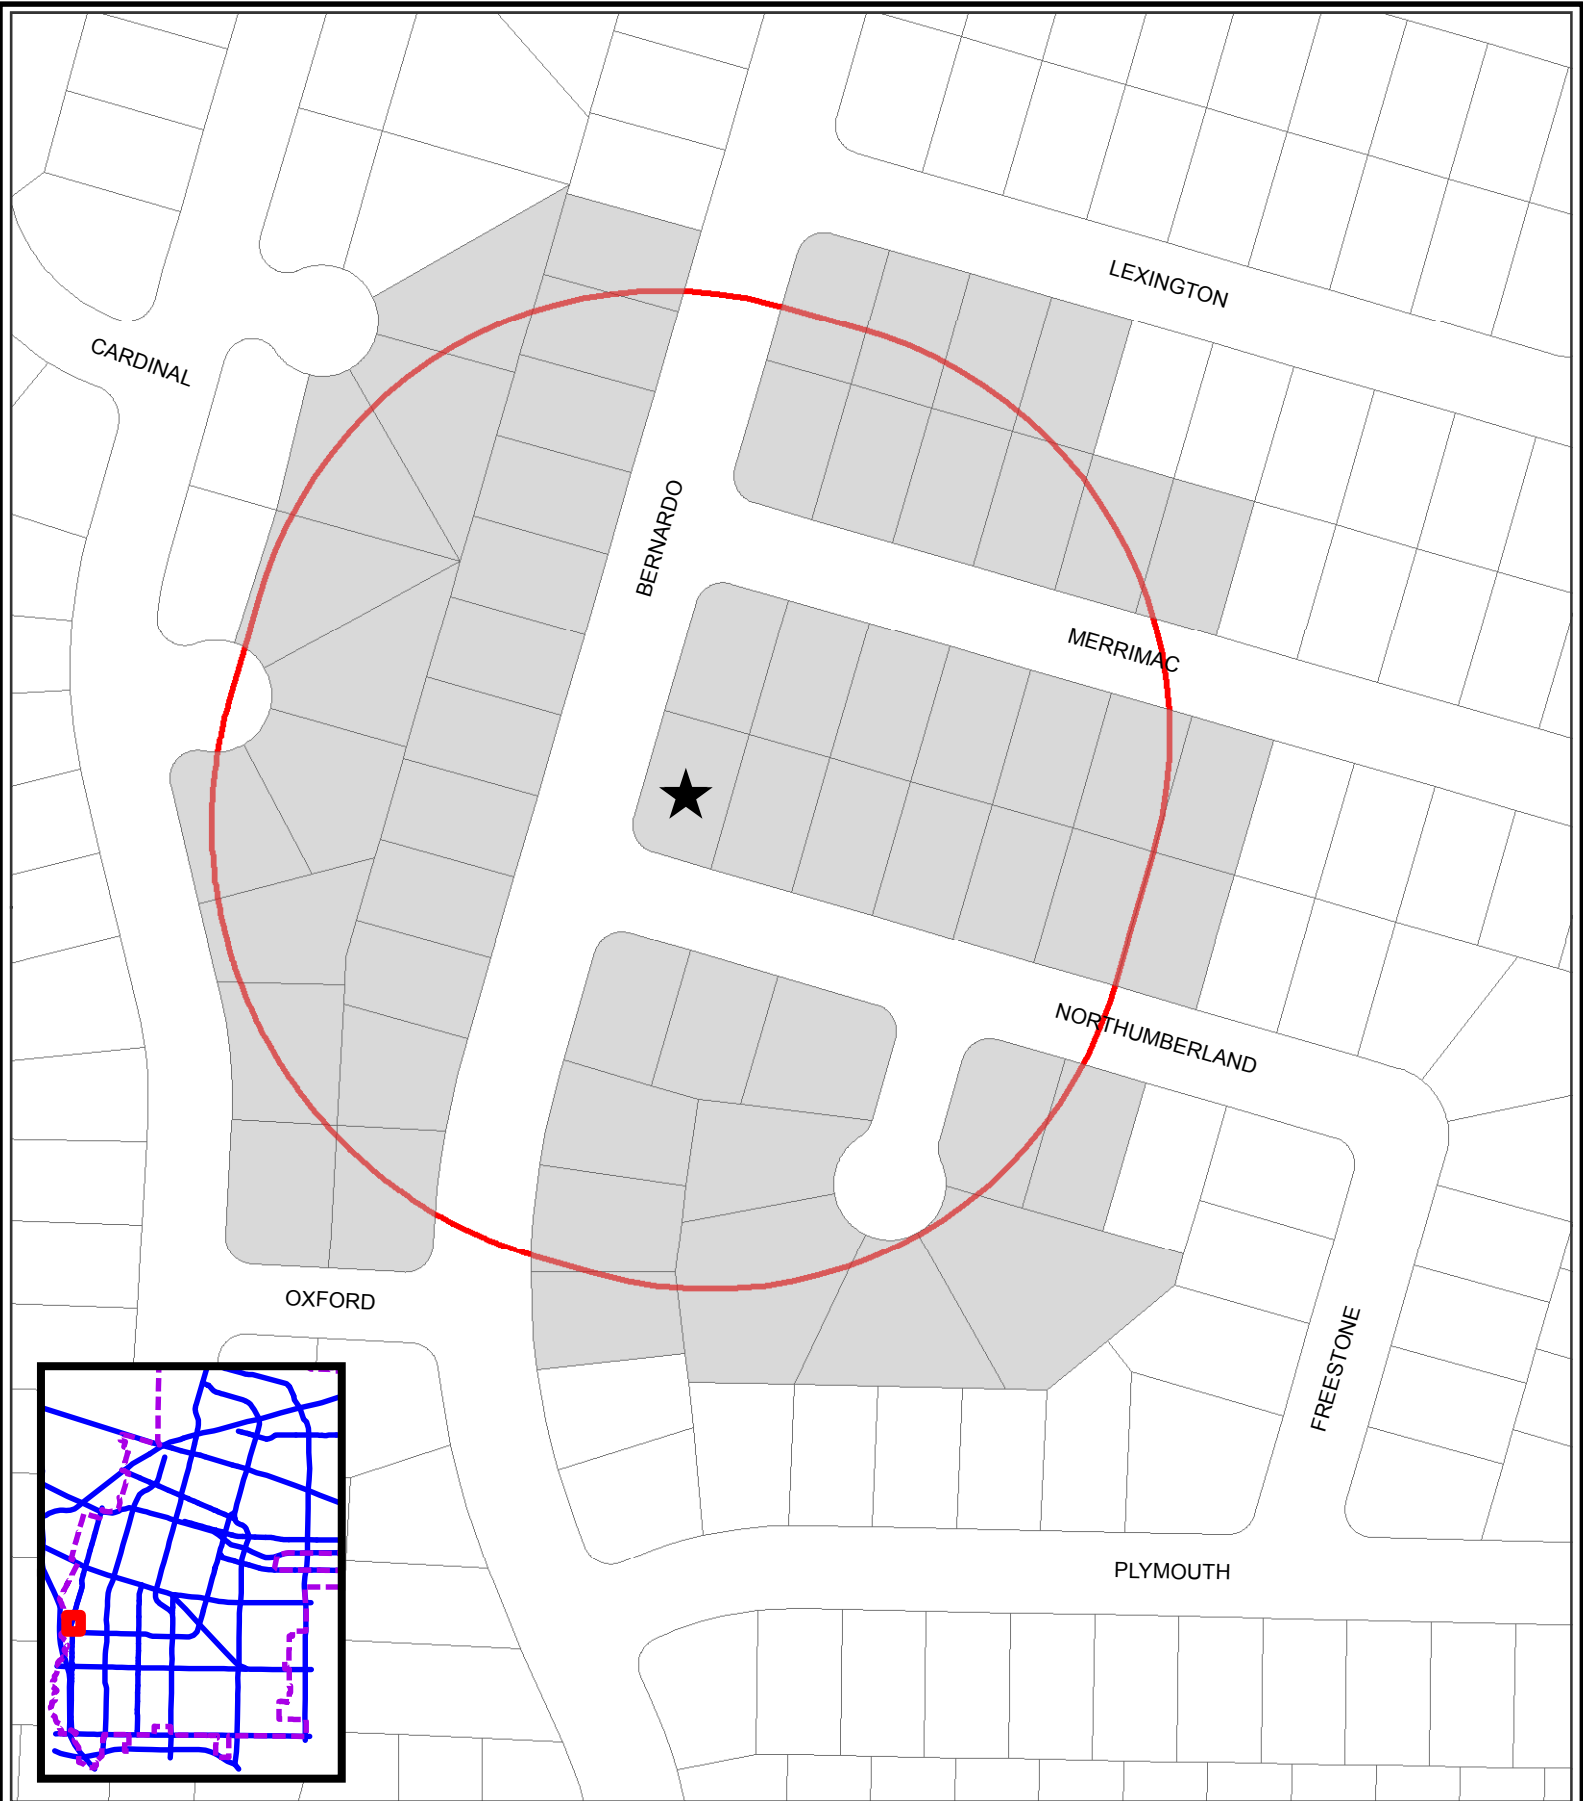 LEXINGTON
CARDINAL
BERNARDO
MERRIMAC
NORTHUMBERLAND
OXFORD
FREESTONE
PLYMOUTH